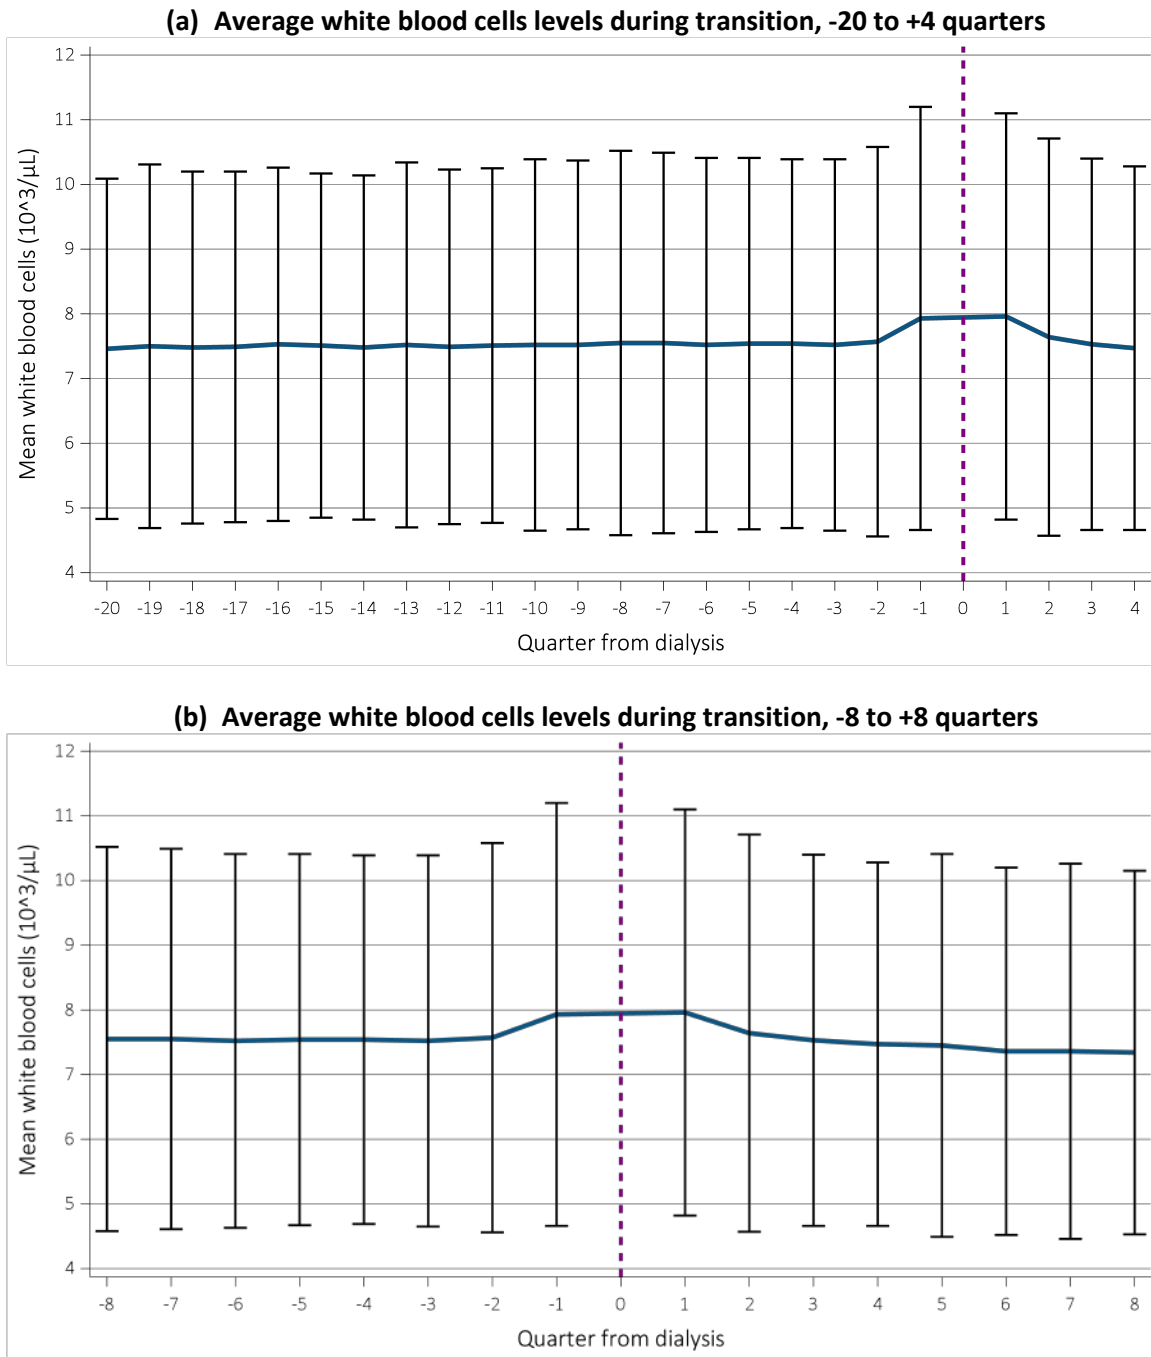 (a) Average white blood cells levels during transition, -20 to +4 quarters
12
11
10
9
8
7
6
5
4
Mean white blood cells (10^3/µL)
-20 -19 -18 -17 -16 -15 -14 -13 -12 -11 -10 -9 -8 -7 -6 -5 -4 -3 -2 -1 0 1 2 3 4
Quarter from dialysis
(b) Average white blood cells levels during transition, -8 to +8 quarters
12
11
10
9
8
7
6
5
4
Mean white blood cells (10^3/µL)
-8 -7 -6 -5 -4 -3 -2 -1 0 1 2 3 4 5 6 7 8
Quarter from dialysis